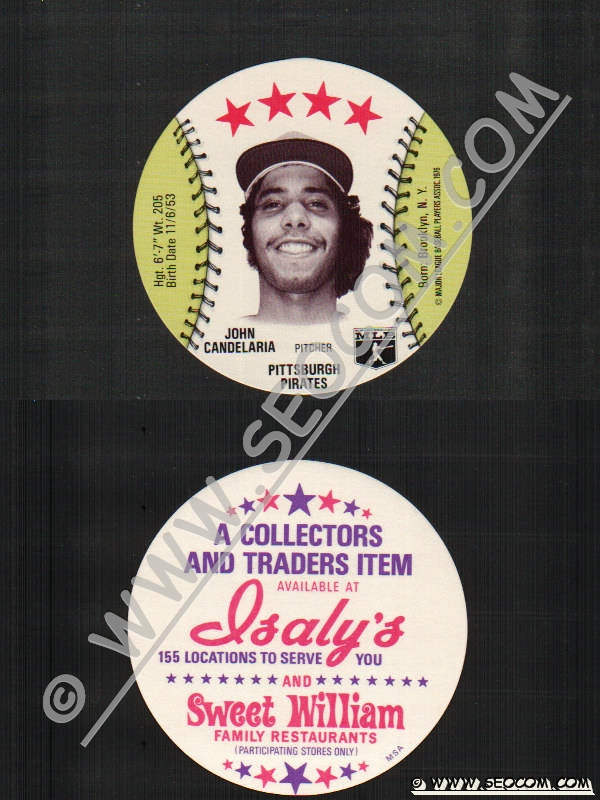 Hgt. 6'-7" Wt. 205
Birth Date 11/6/53
Born Brooklyn, N. Y.
© MAJOR LEAGUE BASEBALL PLAYERS ASSOC. 1976
JOHN
CANDELARIA
PITCHER
MLB
PITTSBURGH
PIRATES
A COLLECTORS
AND TRADERS ITEM
AVAILABLE AT
Isaly's
155 LOCATIONS TO SERVE YOU
AND
Sweet William
FAMILY RESTAURANTS
(PARTICIPATING STORES ONLY)
MSA
© WWW.SEOCOM.COM
© WWW.SEOCOM.COM